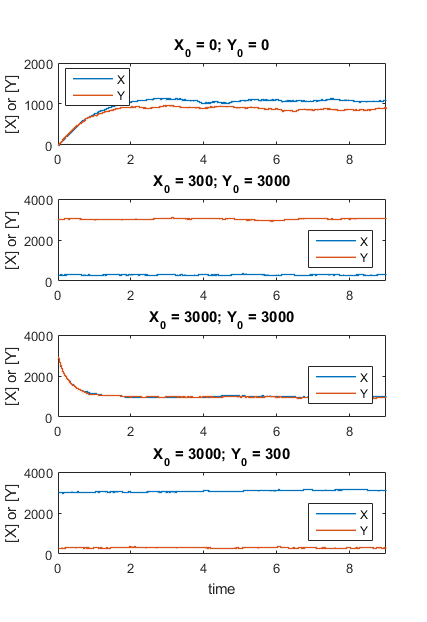 X0 = 0; Y0 = 0
[X] or [Y]
2000
1000
0
X
Y
0 2 4 6 8
X0 = 300; Y0 = 3000
[X] or [Y]
4000
2000
0
X
Y
0 2 4 6 8
X0 = 3000; Y0 = 3000
[X] or [Y]
4000
2000
0
X
Y
0 2 4 6 8
X0 = 3000; Y0 = 300
[X] or [Y]
4000
2000
0
X
Y
0 2 4 6 8
time